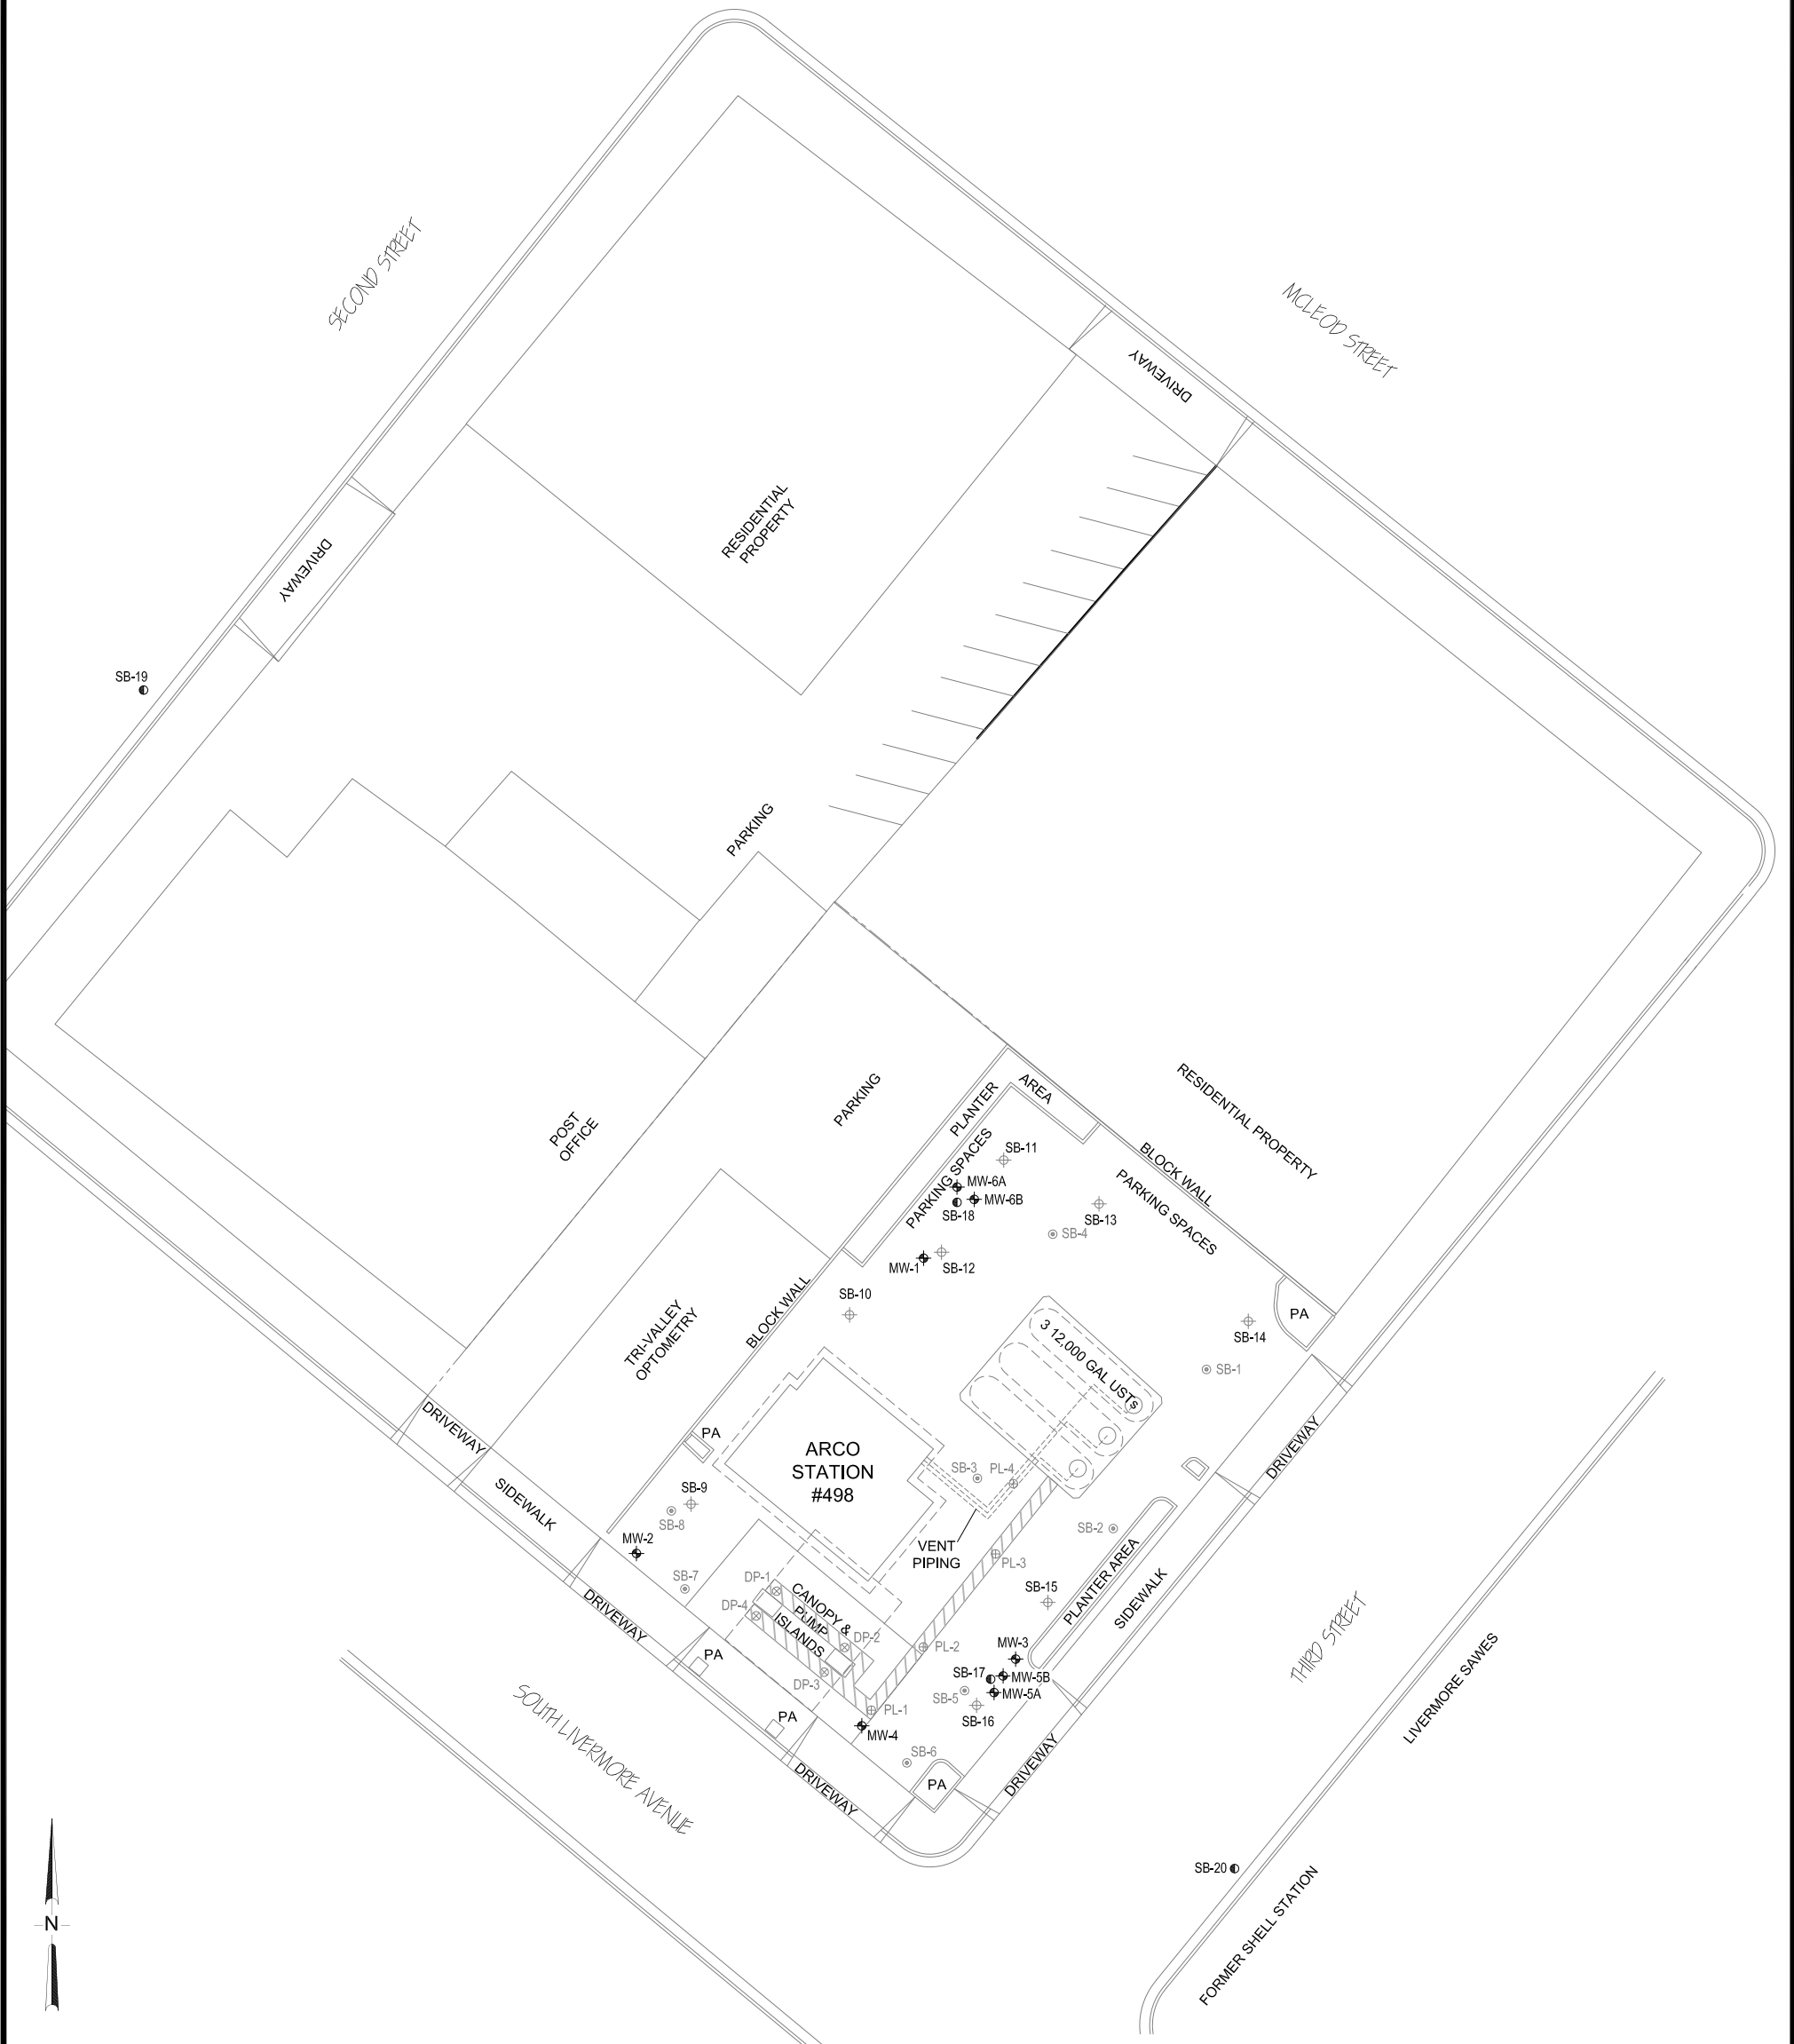 SECOND STREET
MCLEOD STREET
DRIVEWAY
RESIDENTIAL
PROPERTY
DRIVEWAY
SB-19
PARKING
RESIDENTIAL PROPERTY
PARKING
PLANTER
AREA
POST
OFFICE
BLOCK WALL
PARKING SPACES
PARKING SPACES
SB-11
MW-6A
MW-6B
SB-18
SB-13
SB-4
MW-1
SB-12
SB-10
BLOCK WALL
TRI-VALLEY
OPTOMETRY
3 12,000 GAL USTs
PA
SB-14
SB-1
DRIVEWAY
PA
ARCO
STATION
#498
SB-3
PL-4
DRIVEWAY
SIDEWALK
SB-9
SB-8
MW-2
SB-2
VENT
PIPING
PL-3
PLANTER AREA
SIDEWALK
SB-7
DP-1
DP-4
CANOPY &
PUMP
ISLANDS
DP-2
DP-3
SB-15
DRIVEWAY
PL-2
MW-3
SB-17
MW-5B
MW-5A
SB-5
SB-16
PA
PA
PL-1
MW-4
SB-6
PA
DRIVEWAY
DRIVEWAY
THIRD STREET
LIVERMORE SAWES
SOUTH LIVERMORE AVENUE
SB-20
FORMER SHELL STATION
N